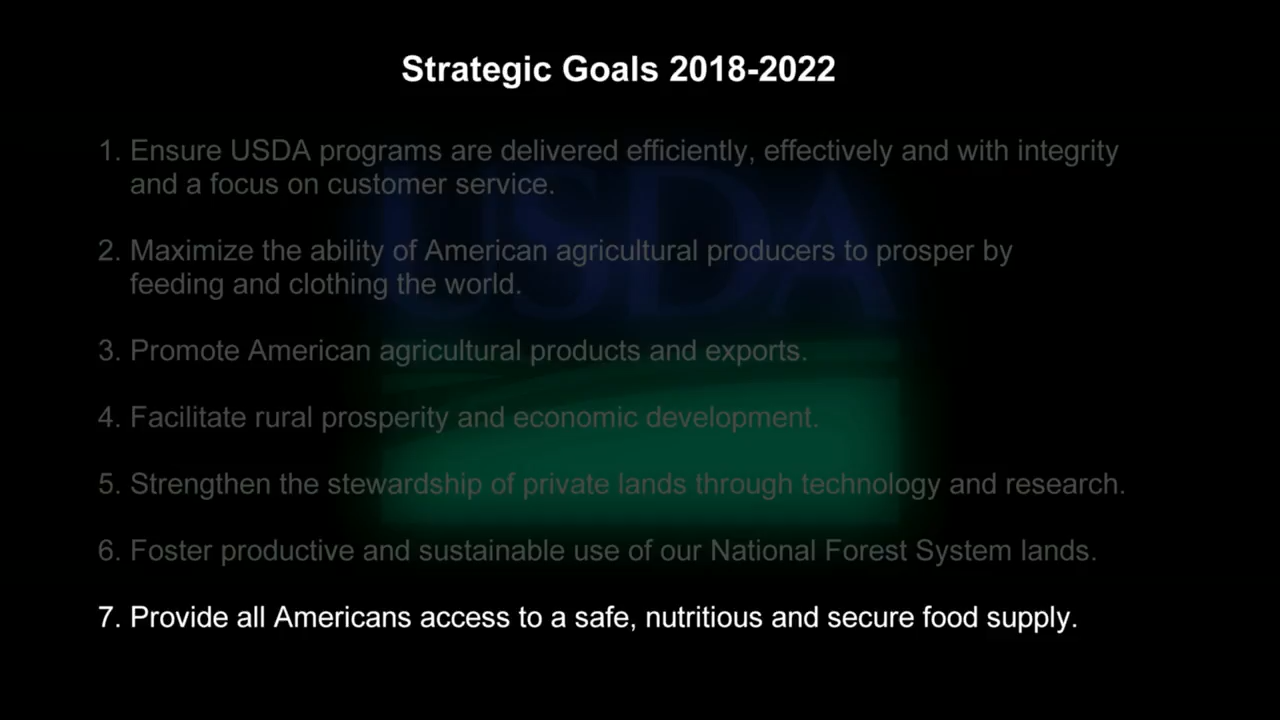 Strategic Goals 2018-2022
1. Ensure USDA programs are delivered efficiently, effectively and with integrity
and a focus on customer service.
2. Maximize the ability of American agricultural producers to prosper by
feeding and clothing the world.
3. Promote American agricultural products and exports.
4. Facilitate rural prosperity and economic development.
5. Strengthen the stewardship of private lands through technology and research.
6. Foster productive and sustainable use of our National Forest System lands.
7. Provide all Americans access to a safe, nutritious and secure food supply.
USDA